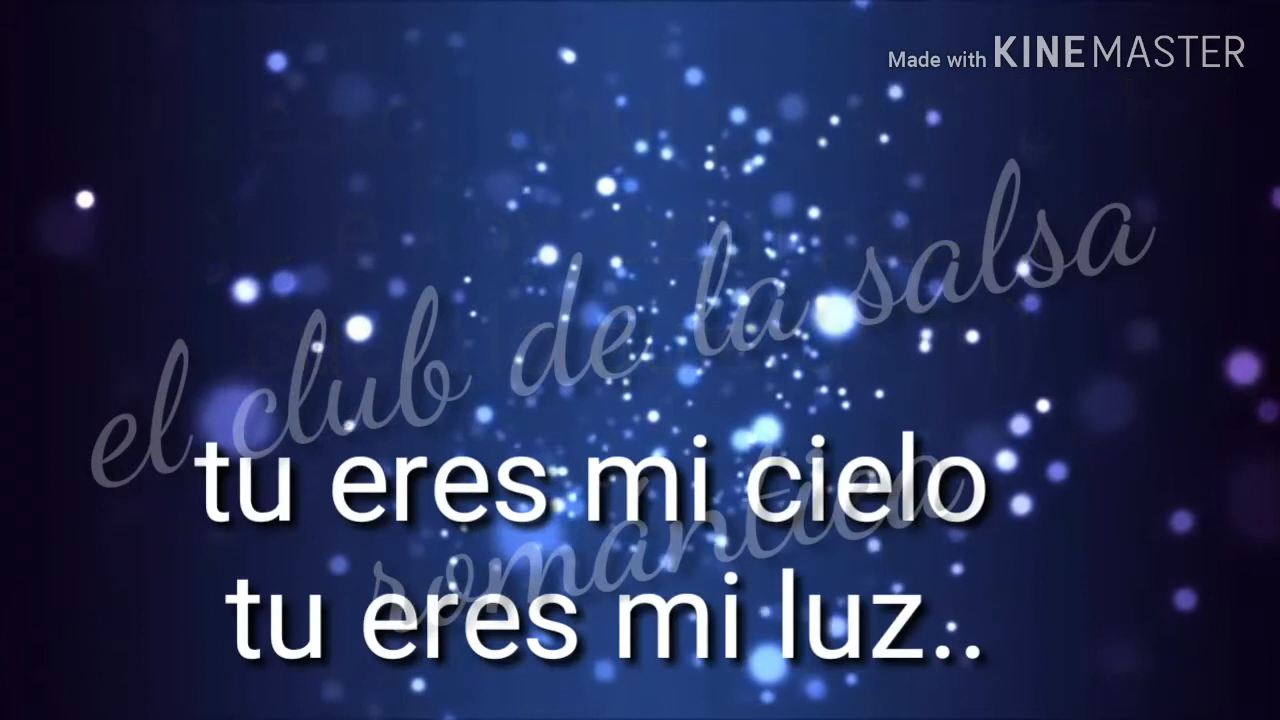 Made with KINEMASTER
el club de la salsa
romantica
tu eres mi cielo
tu eres mi luz..